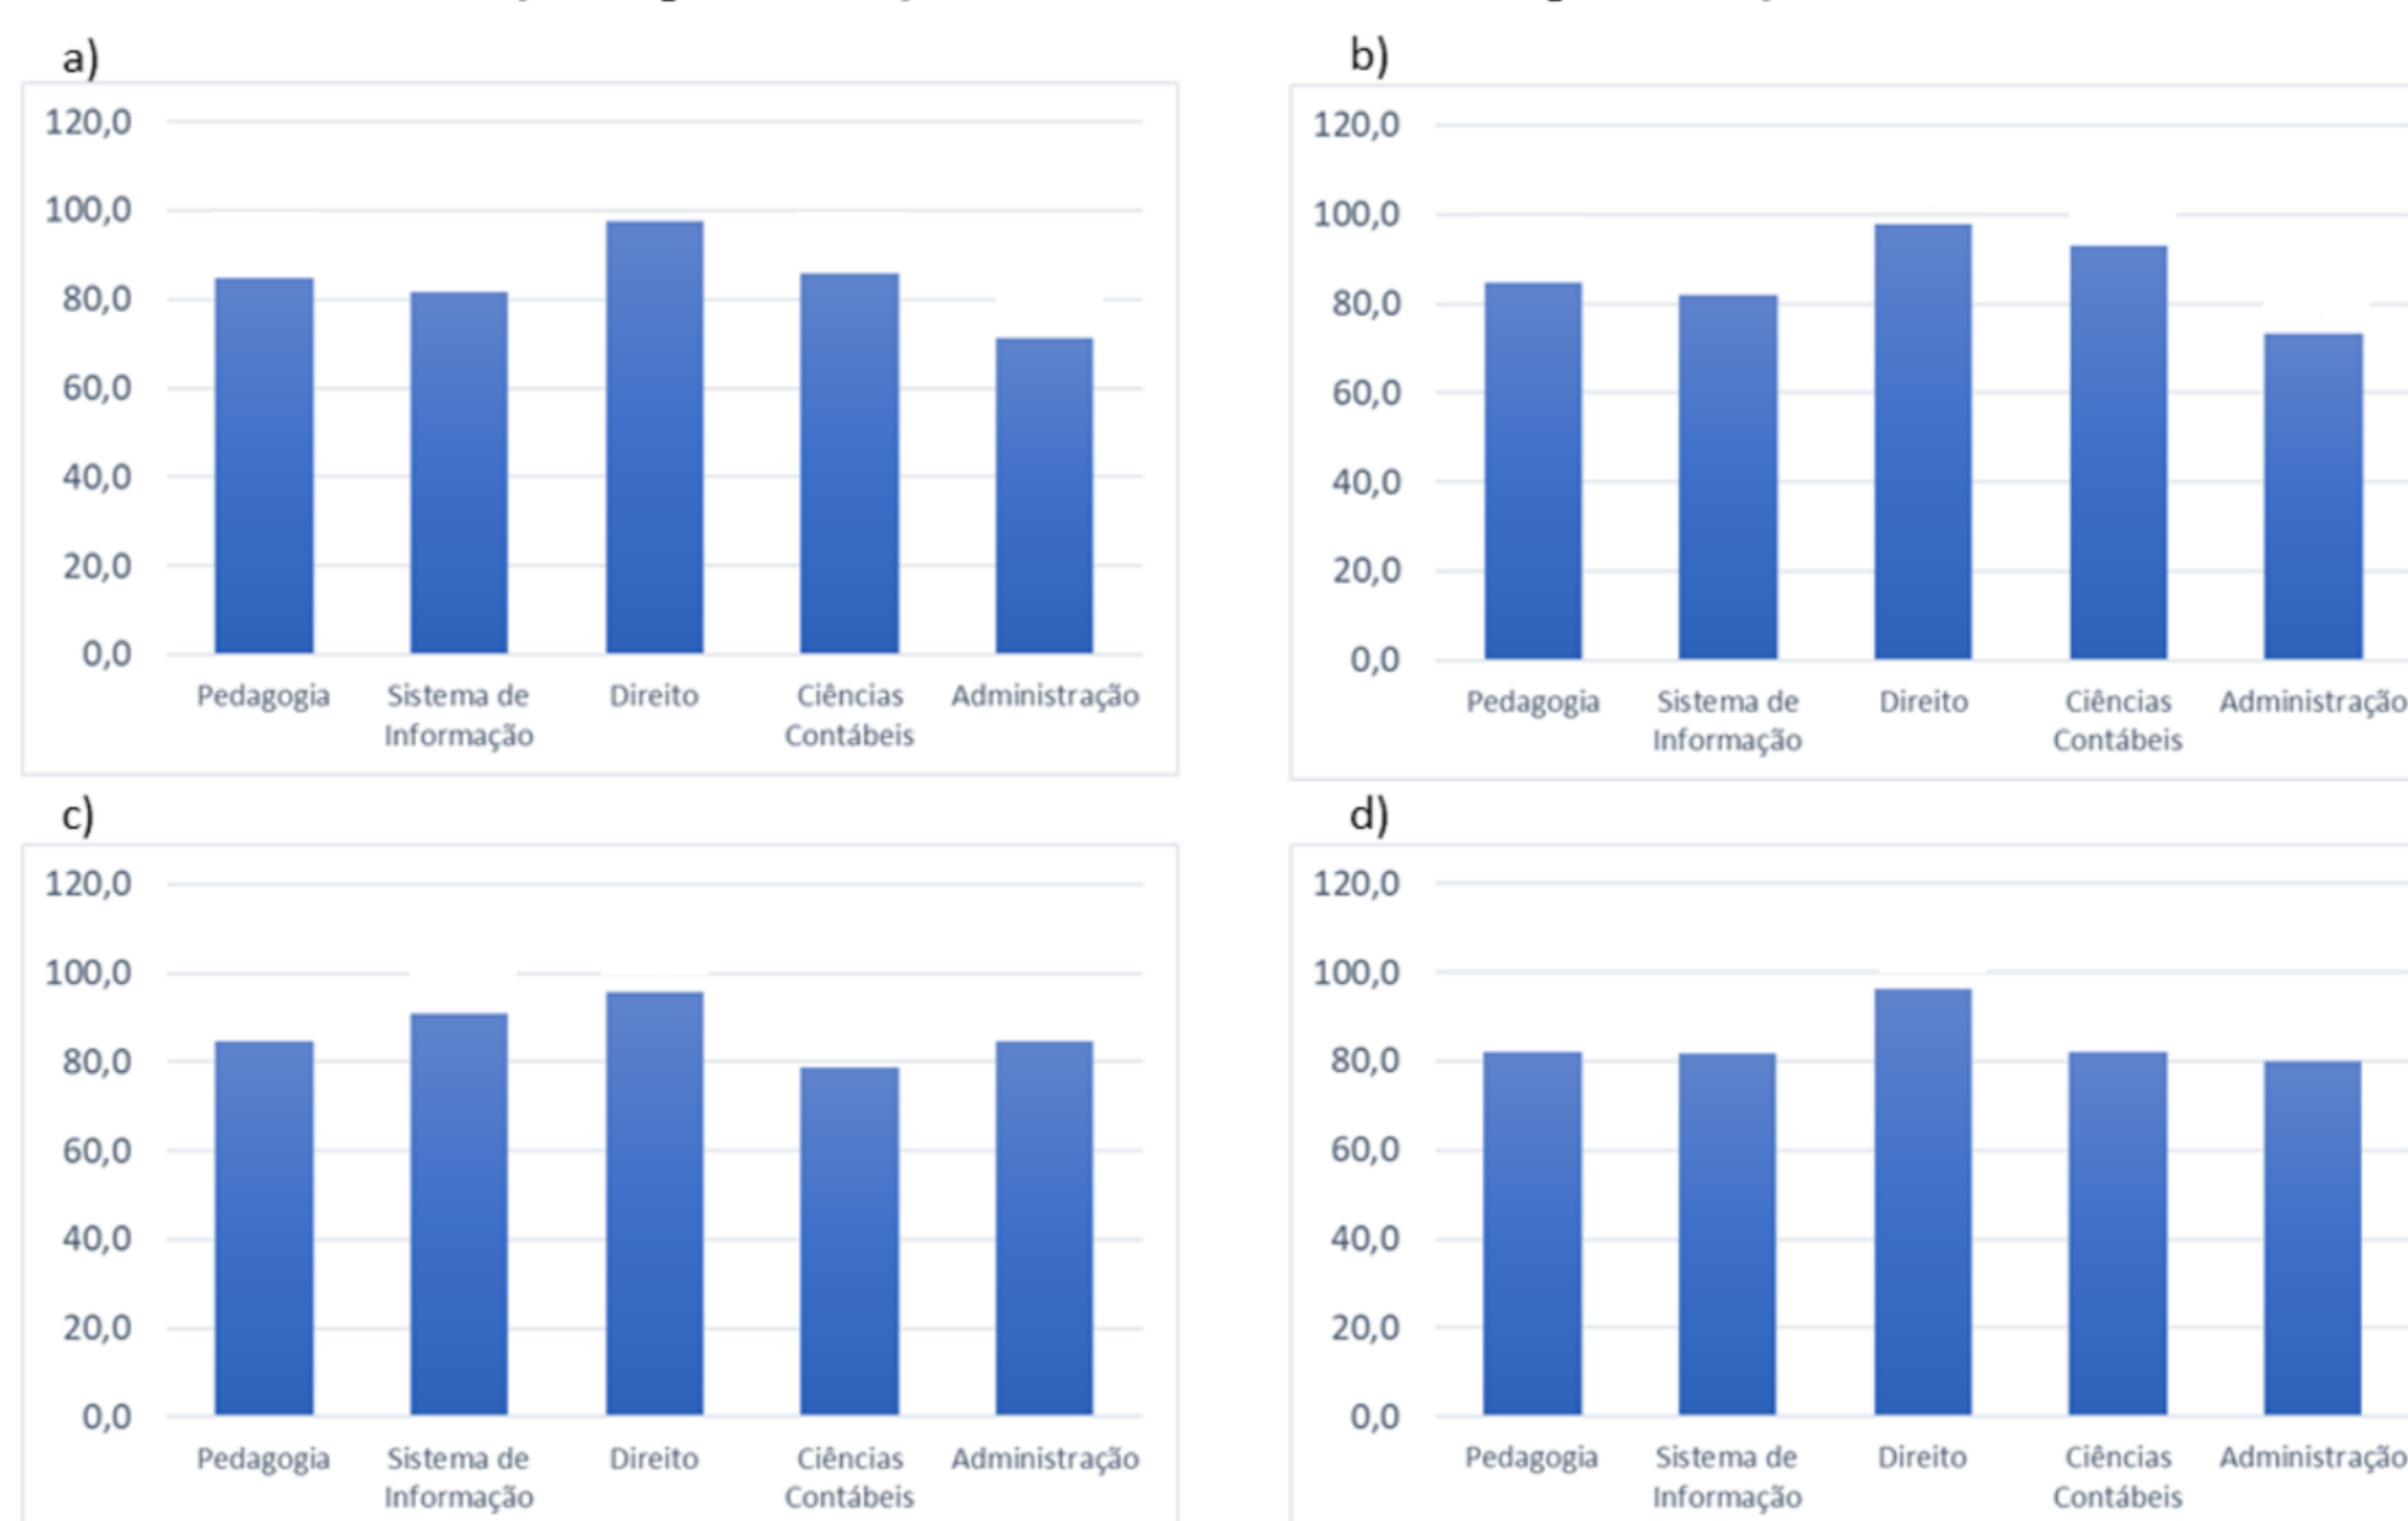 a)
120,0
100,0
80,0
60,0
40,0
20,0
0,0
Pedagogia Sistema de Direito Ciências Administração
Informação Contábeis
b)
120,0
100,0
80,0
60,0
40,0
20,0
0,0
Pedagogia Sistema de Direito Ciências Administração
Informação Contábeis
c)
120,0
100,0
80,0
60,0
40,0
20,0
0,0
Pedagogia Sistema de Direito Ciências Administração
Informação Contábeis
d)
120,0
100,0
80,0
60,0
40,0
20,0
0,0
Pedagogia Sistema de Direito Ciências Administração
Informação Contábeis